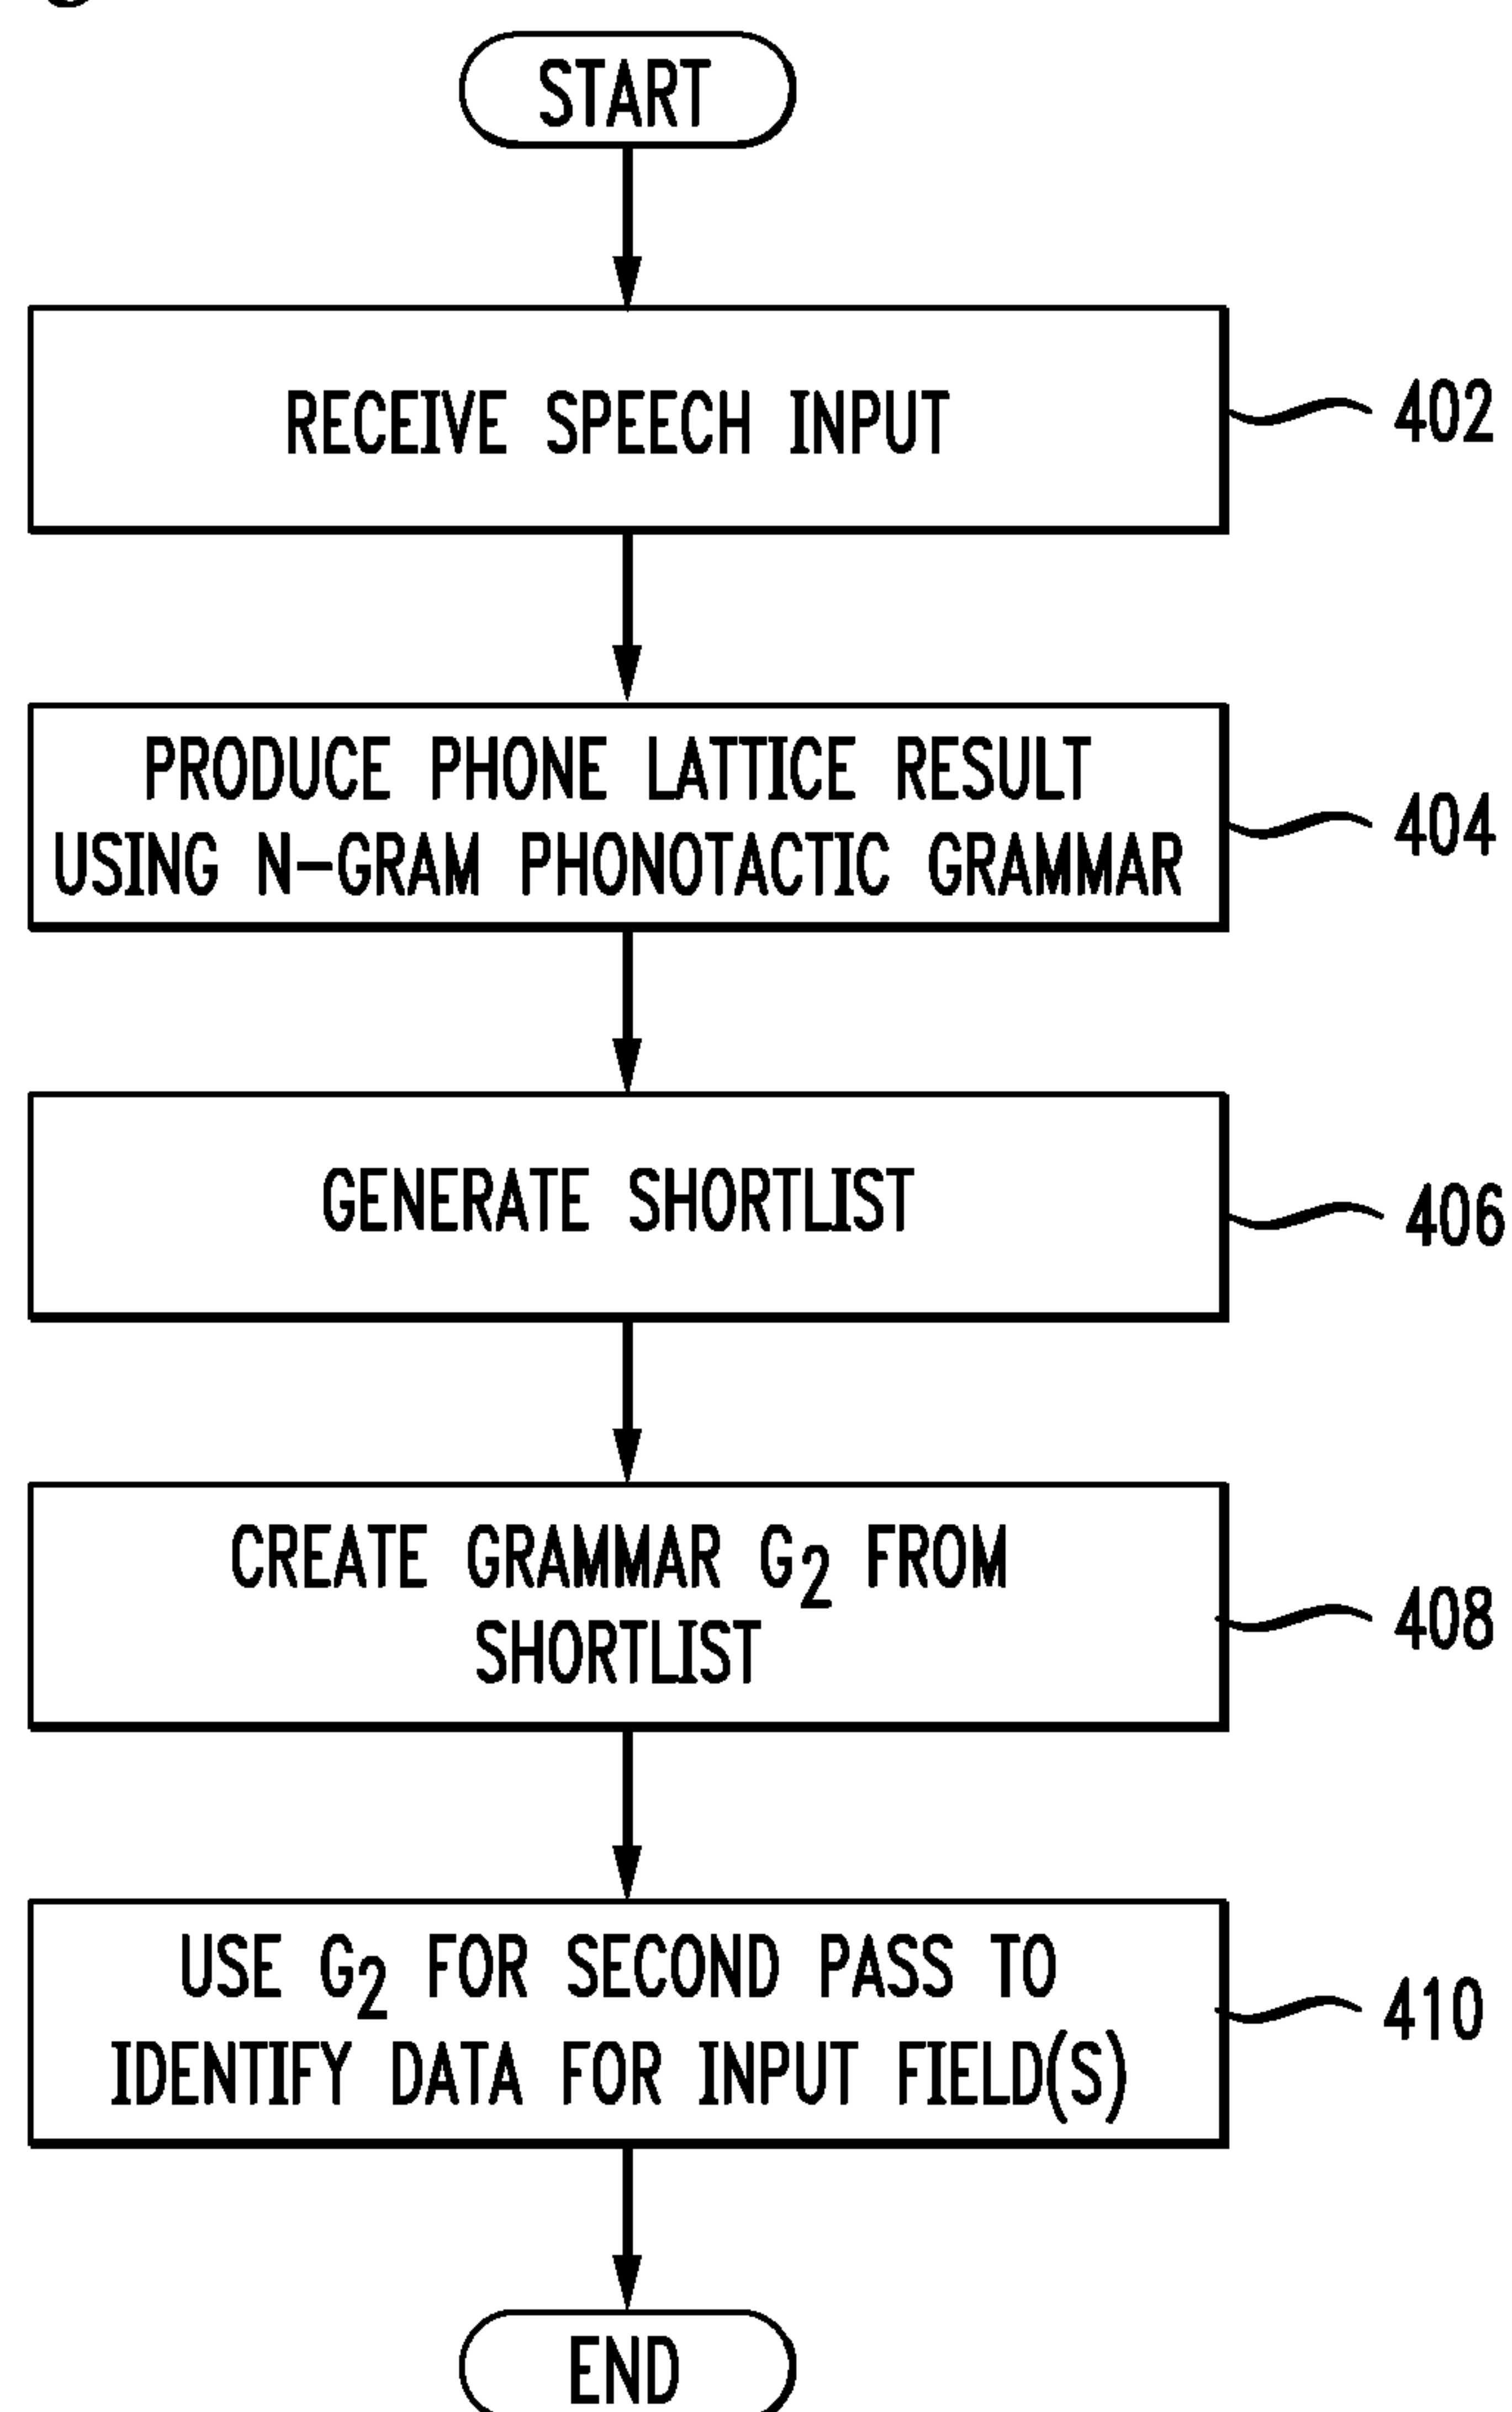 START
RECEIVE SPEECH INPUT
402
PRODUCE PHONE LATTICE RESULT
USING N-GRAM PHONOTACTIC GRAMMAR
404
GENERATE SHORTLIST
406
CREATE GRAMMAR G2 FROM
SHORTLIST
408
USE G2 FOR SECOND PASS TO
IDENTIFY DATA FOR INPUT FIELD(S)
410
END